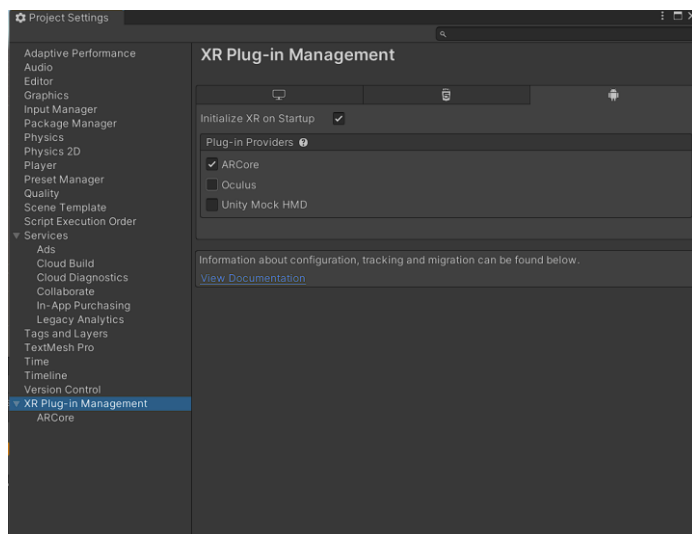 Project Settings
XR Plug-in Management
Adaptive Performance
Audio
Editor
Graphics
Input Manager
Package Manager
Physics
Physics 2D
Player
Preset Manager
Quality
Scene Template
Script Execution Order
Services
Ads
Cloud Build
Cloud Diagnostics
Collaborate
In-App Purchasing
Legacy Analytics
Tags and Layers
TextMesh Pro
Time
Timeline
Version Control
XR Plug-in Management
ARCore
Initialize XR on Startup
Plug-in Providers
ARCore
Oculus
Unity Mock HMD
Information about configuration, tracking and migration can be found below.
View Documentation